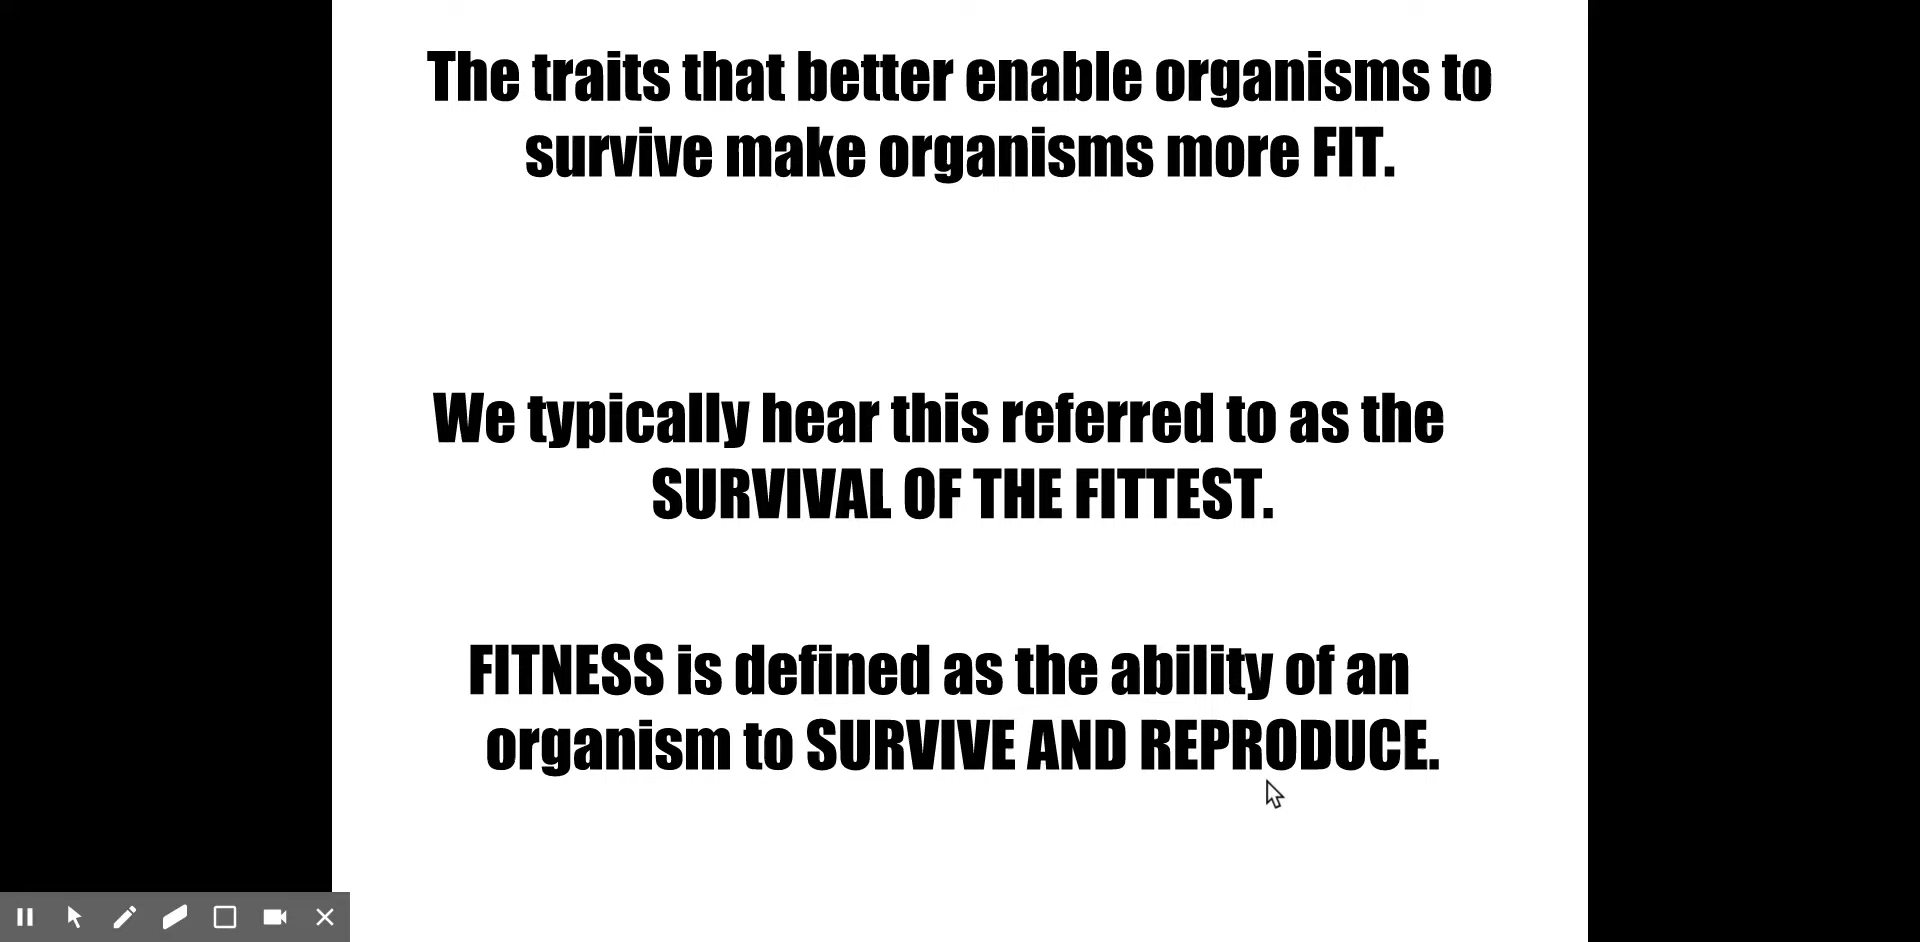 The traits that better enable organisms to
survive make organisms more FIT.
We typically hear this referred to as the
SURVIVAL OF THE FITTEST.
FITNESS is defined as the ability of an
organism to SURVIVE AND REPRODUCE.